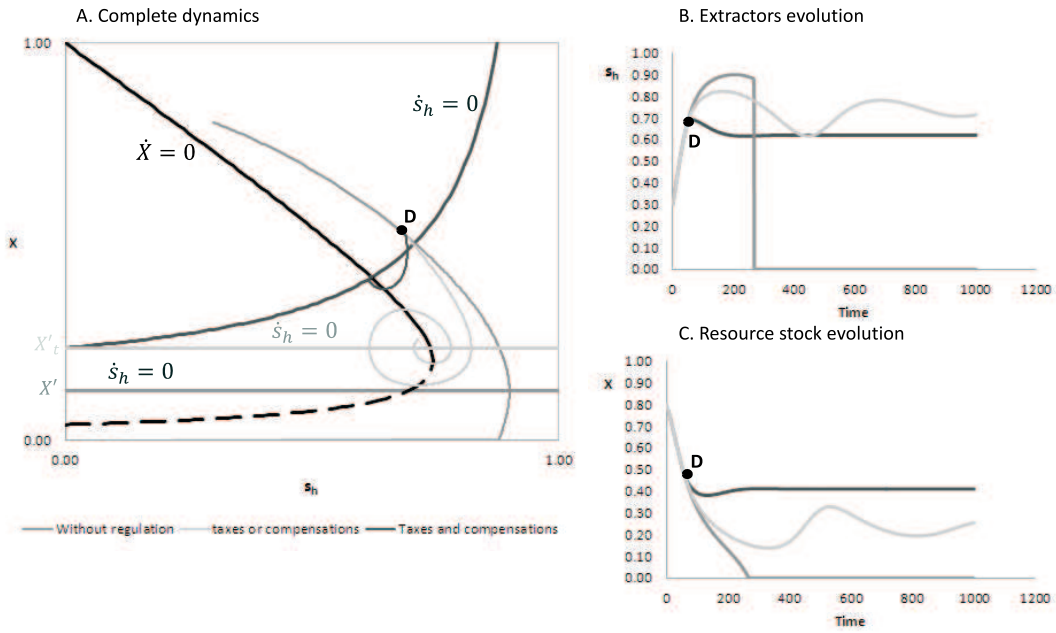 A. Complete dynamics
1.00
ṡₕ = 0
Ẋ = 0
D
X
ṡₕ = 0
X'ₜ
ṡₕ = 0
X'
0.00
0.00
1.00
sₕ
Without regulation
taxes or compensations
Taxes and compensations
B. Extractors evolution
sₕ
1.00
0.90
0.80
0.70
0.60
0.50
0.40
0.30
0.20
0.10
0.00
D
0 200 400 600 800 1000 1200
Time
C. Resource stock evolution
X
1.00
0.90
0.80
0.70
0.60
0.50
0.40
0.30
0.20
0.10
0.00
D
0 200 400 600 800 1000 1200
Time